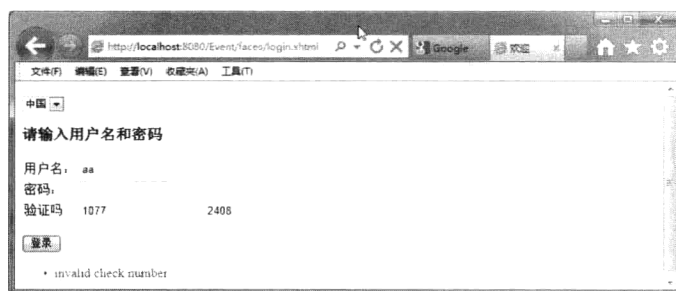 http://localhost:8080/Event/faces/login.xhtml
Google
欢迎
文件(F) 编辑(E) 查看(V) 收藏夹(A) 工具(T)
中国
请输入用户名和密码
用户名： aa
密码：
验证吗 1077 2408
登录
• invalid check number